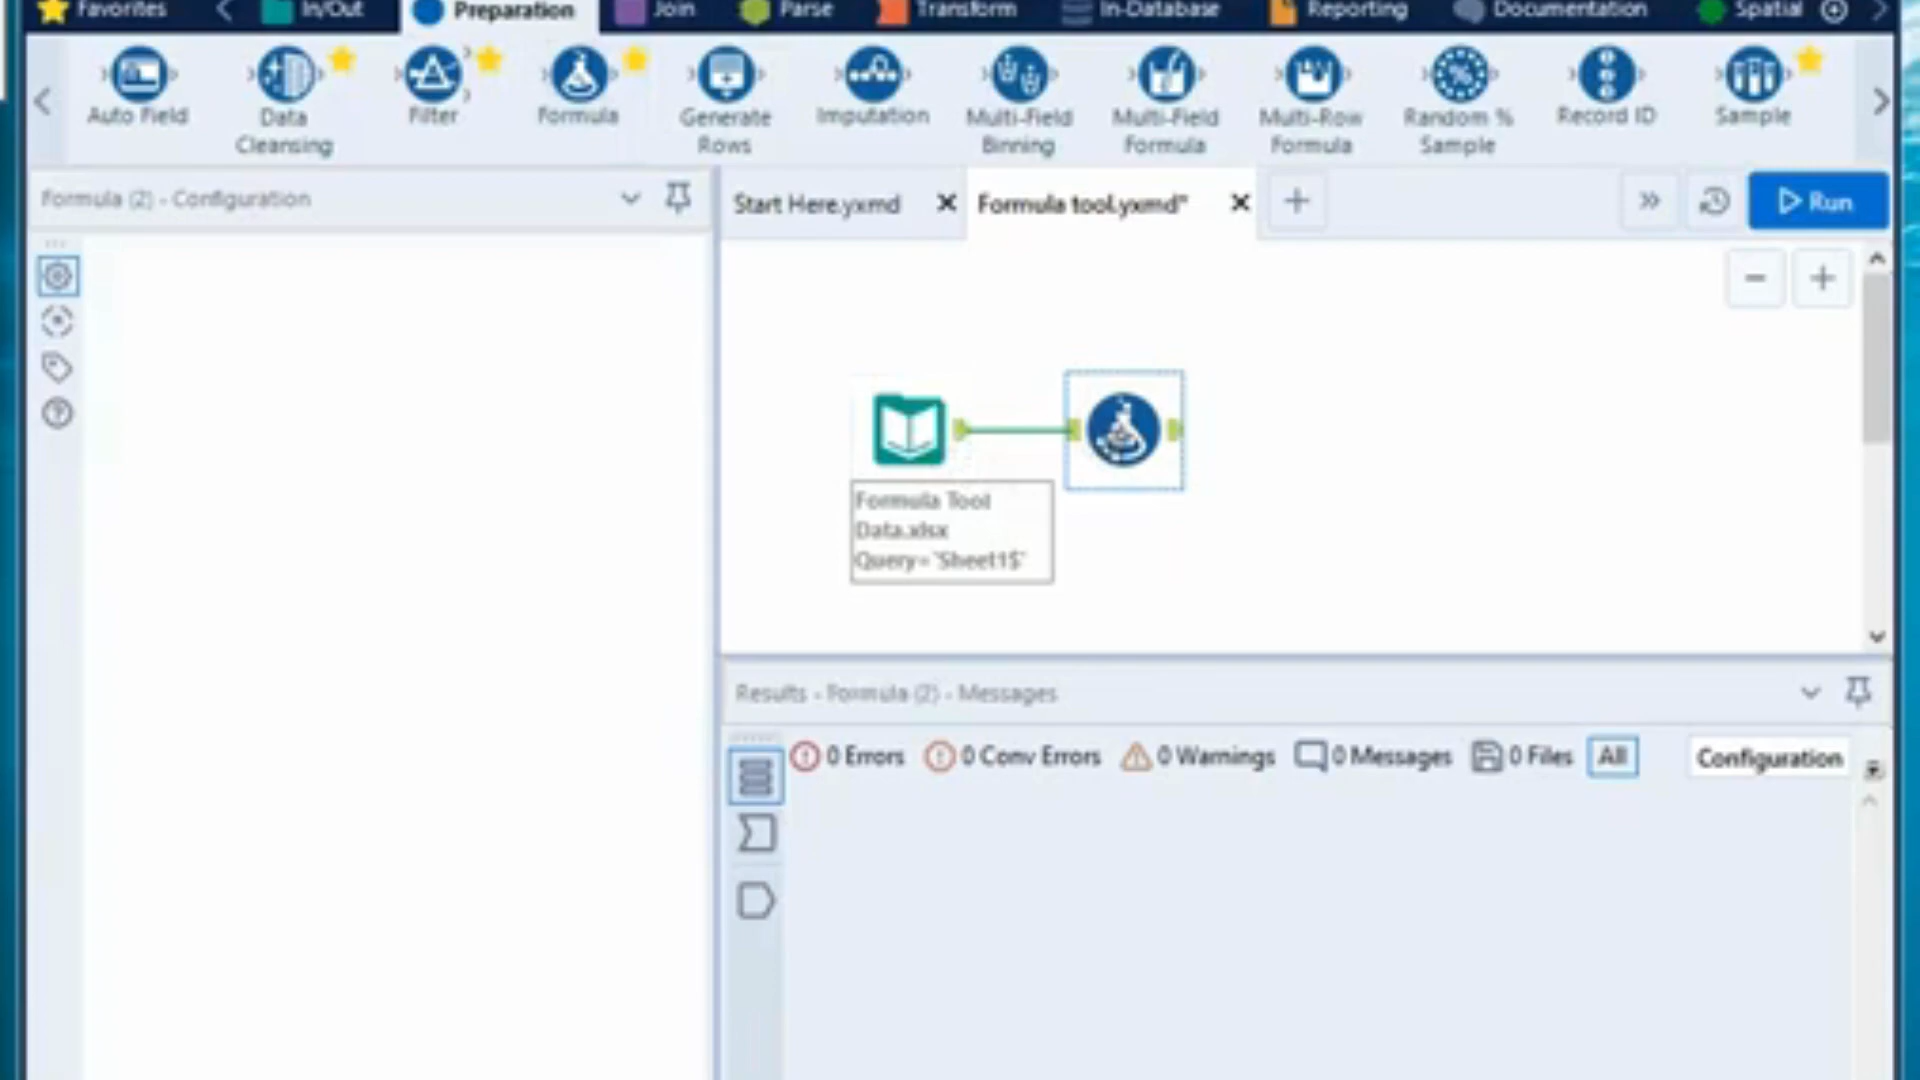 Favorites In/Out Preparation Join Parse Transform In-Database Reporting Documentation Spatial
Auto Field
Data
Cleansing
Filter
Formula
Generate
Rows
Imputation
Multi-Field
Binning
Multi-Field
Formula
Multi-Row
Formula
Random %
Sample
Record ID
Sample
Formula (2) - Configuration
Start Here.yxmd
Formula tool.yxmd*
Run
Formula Tool
Data.xlsx
Query=`Sheet1$`
Results - Formula (2) - Messages
0 Errors 0 Conv Errors 0 Warnings 0 Messages 0 Files All Configuration